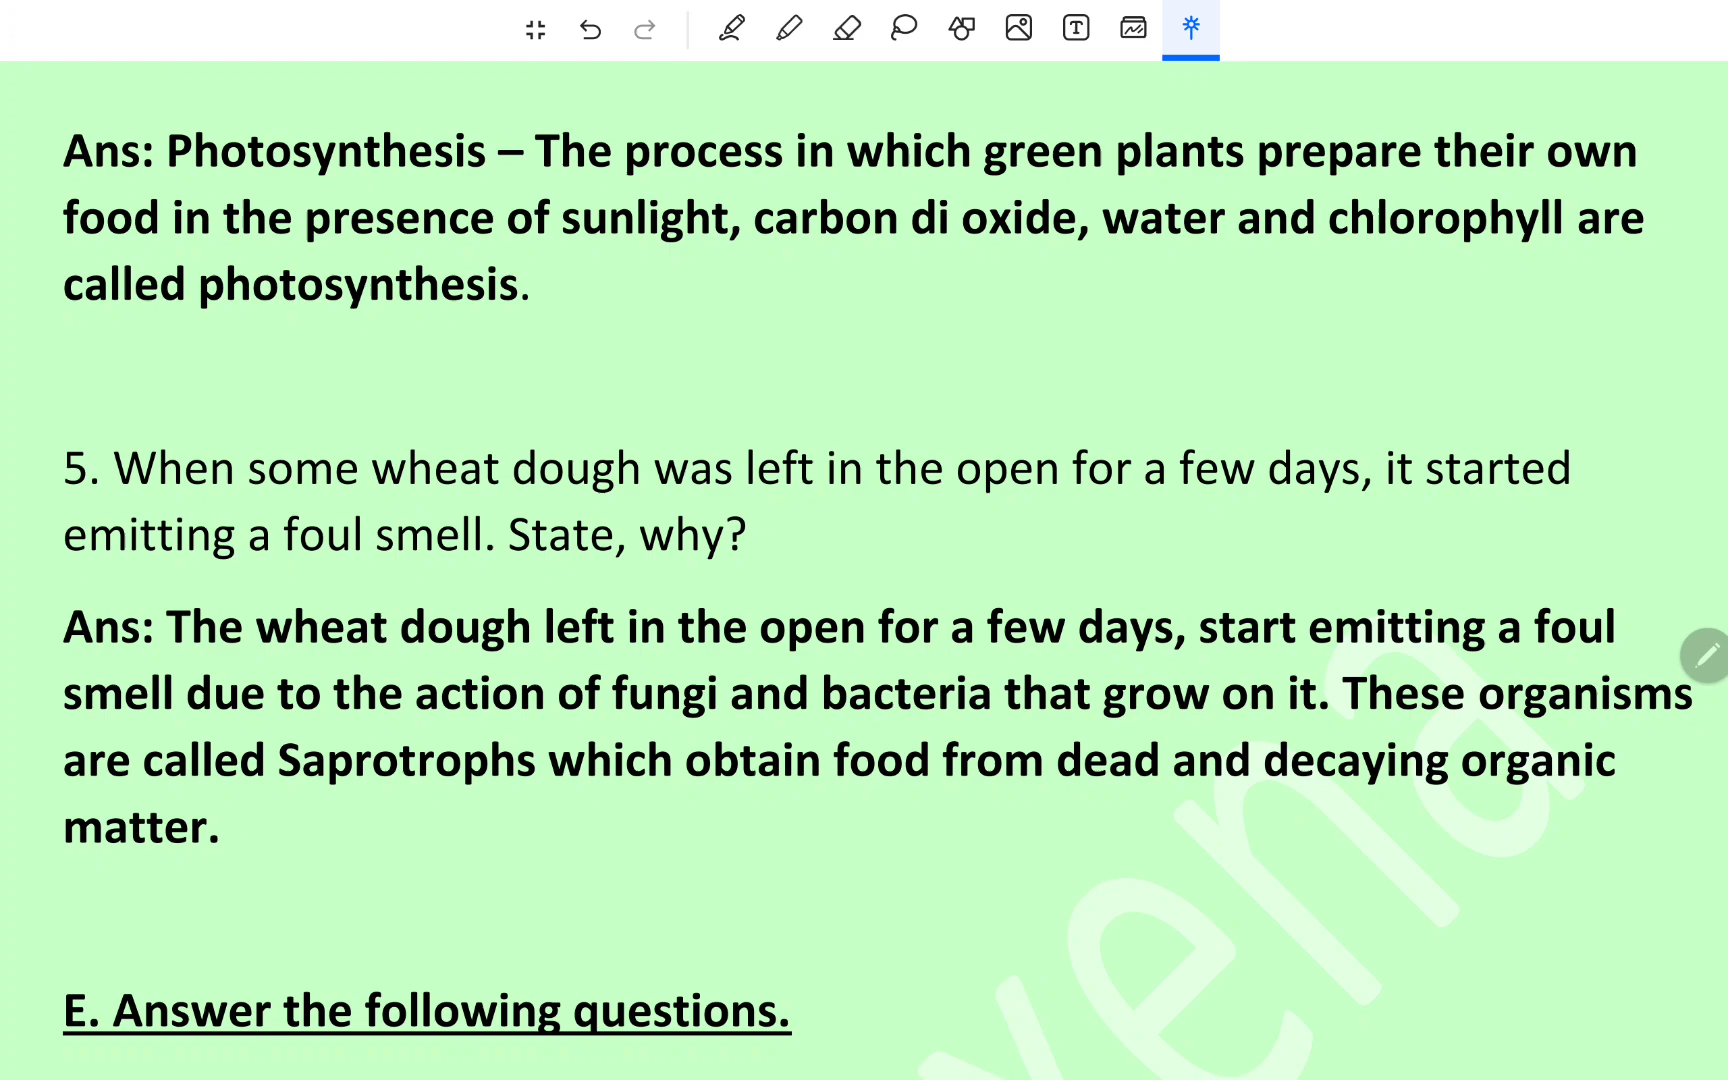 Ans: Photosynthesis – The process in which green plants prepare their own
food in the presence of sunlight, carbon di oxide, water and chlorophyll are
called photosynthesis.
5. When some wheat dough was left in the open for a few days, it started
emitting a foul smell. State, why?
Ans: The wheat dough left in the open for a few days, start emitting a foul
smell due to the action of fungi and bacteria that grow on it. These organisms
are called Saprotrophs which obtain food from dead and decaying organic
matter.
E. Answer the following questions.